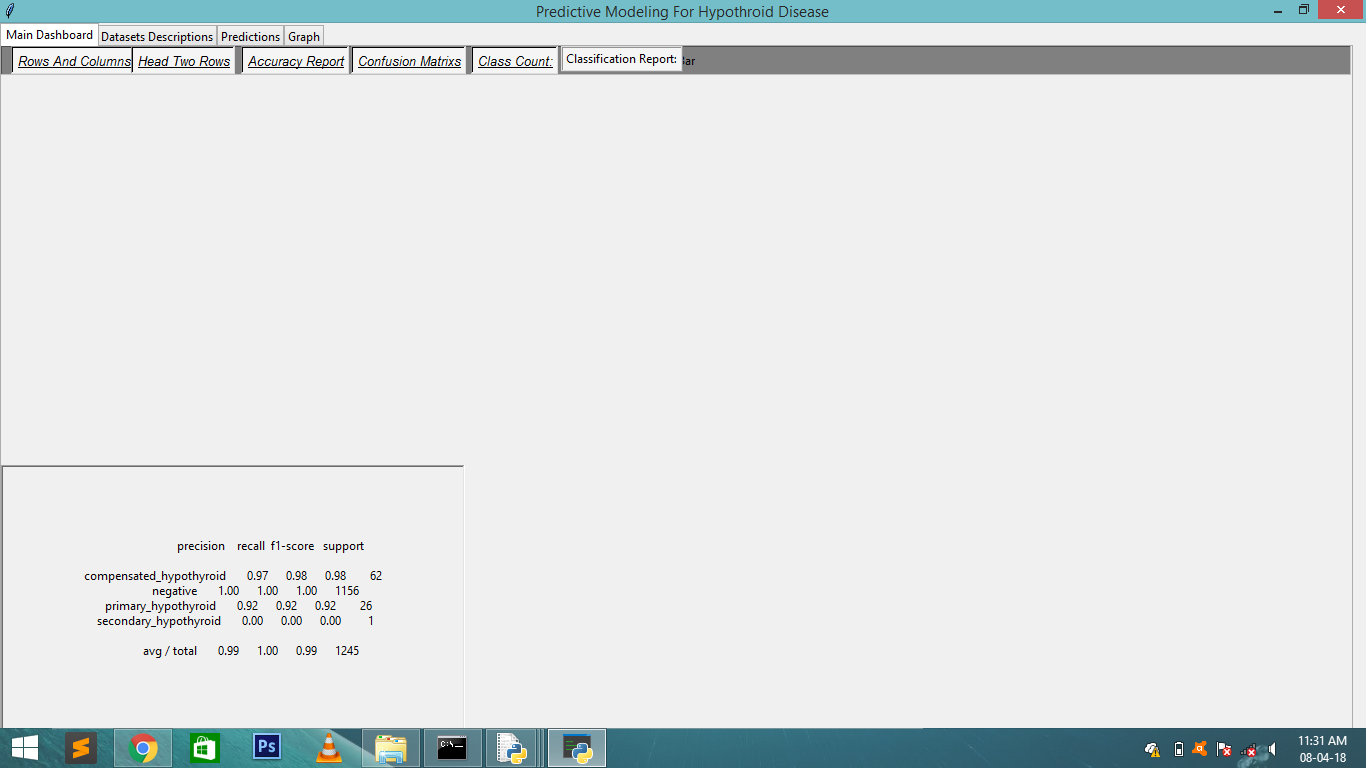 Predictive Modeling For Hypothroid Disease
Main Dashboard Datasets Descriptions Predictions Graph
Rows And Columns Head Two Rows Accuracy Report Confusion Matrixs Class Count: Classification Report:
precision recall f1-score support
compensated_hypothyroid 0.97 0.98 0.98 62
negative 1.00 1.00 1.00 1156
primary_hypothyroid 0.92 0.92 0.92 26
secondary_hypothyroid 0.00 0.00 0.00 1
avg / total 0.99 1.00 0.99 1245
Ps
C:\_
11:31 AM
08-04-18